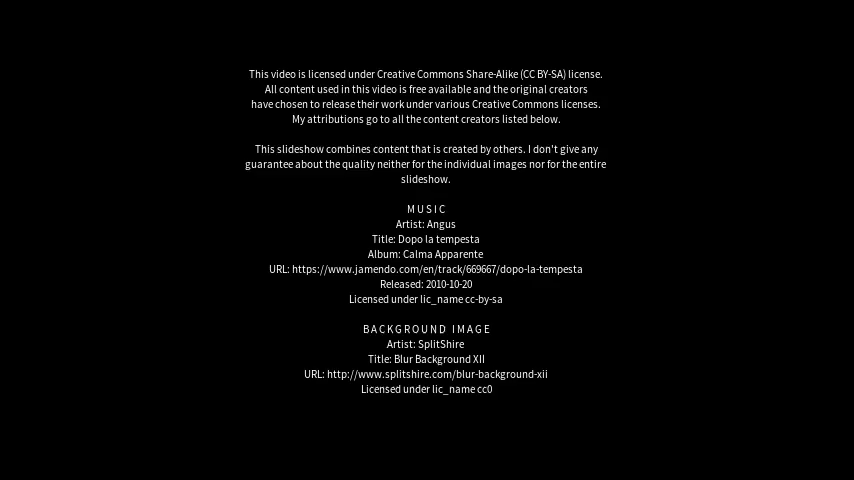 This video is licensed under Creative Commons Share-Alike (CC BY-SA) license.
All content used in this video is free available and the original creators
have chosen to release their work under various Creative Commons licenses.
My attributions go to all the content creators listed below.
This slideshow combines content that is created by others. I don't give any
guarantee about the quality neither for the individual images nor for the entire
slideshow.
MUSIC
Artist: Angus
Title: Dopo la tempesta
Album: Calma Apparente
URL: https://www.jamendo.com/en/track/669667/dopo-la-tempesta
Released: 2010-10-20
Licensed under lic_name cc-by-sa
BACKGROUND IMAGE
Artist: SplitShire
Title: Blur Background XII
URL: http://www.splitshire.com/blur-background-xii
Licensed under lic_name cc0